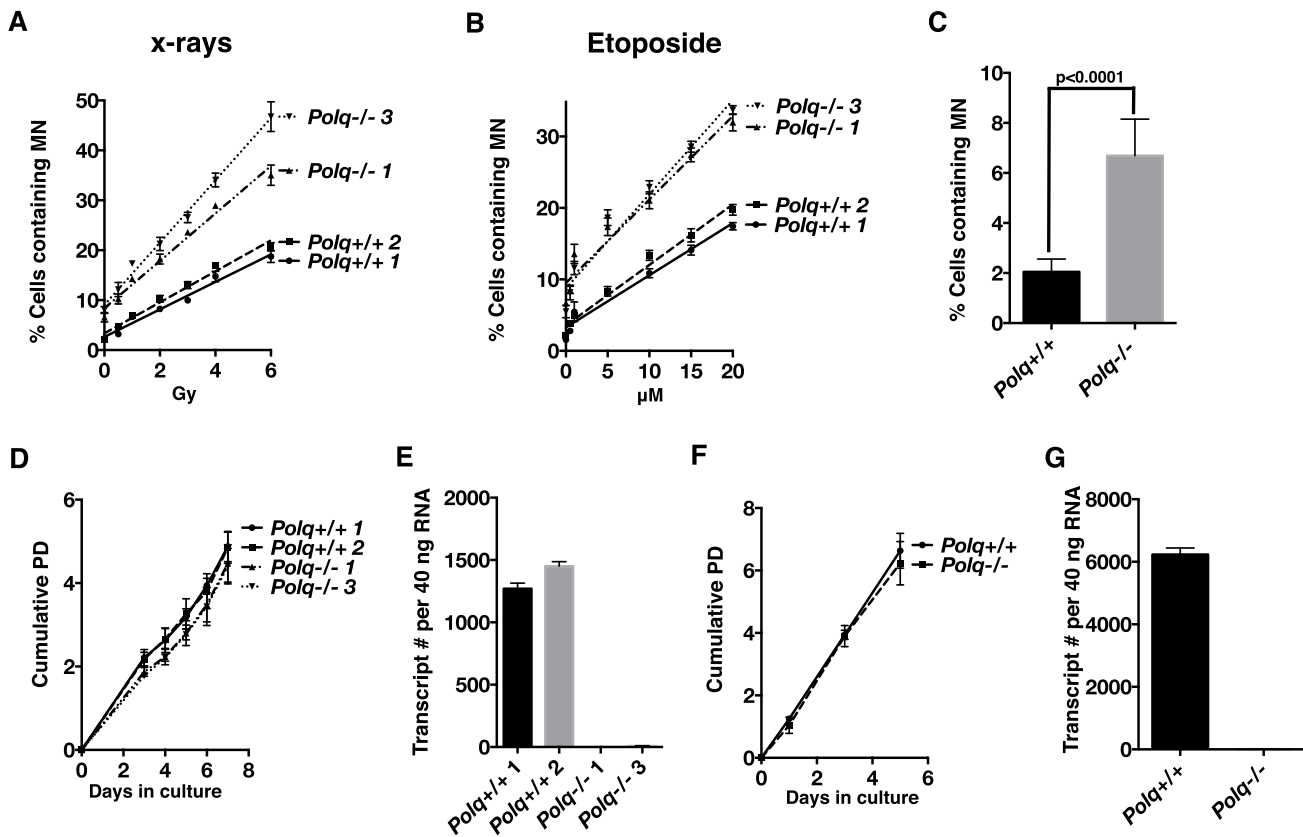 A
x-rays
% Cells containing MN
50
40
30
20
10
0
0 2 4 6
Gy
Polq-/- 3
Polq-/- 1
Polq+/+ 2
Polq+/+ 1
B
Etoposide
% Cells containing MN
30
20
10
0
0 5 10 15 20
µM
Polq-/- 3
Polq-/- 1
Polq+/+ 2
Polq+/+ 1
C
% Cells containing MN
10
8
6
4
2
0
p<0.0001
Polq+/+
Polq-/-
D
Cumulative PD
6
4
2
0
0 2 4 6 8
Days in culture
Polq+/+ 1
Polq+/+ 2
Polq-/- 1
Polq-/- 3
E
Transcript # per 40 ng RNA
2000
1500
1000
500
0
Polq+/+ 1
Polq+/+ 2
Polq-/- 1
Polq-/- 3
F
Cumulative PD
8
6
4
2
0
0 2 4 6
Days in culture
Polq+/+
Polq-/-
G
Transcript # per 40 ng RNA
8000
6000
4000
2000
0
Polq+/+
Polq-/-